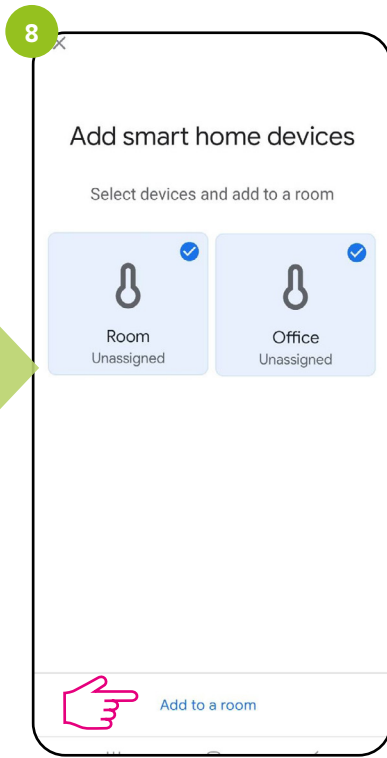 8
Add smart home devices
Select devices and add to a room
Room
Unassigned
Office
Unassigned
Add to a room